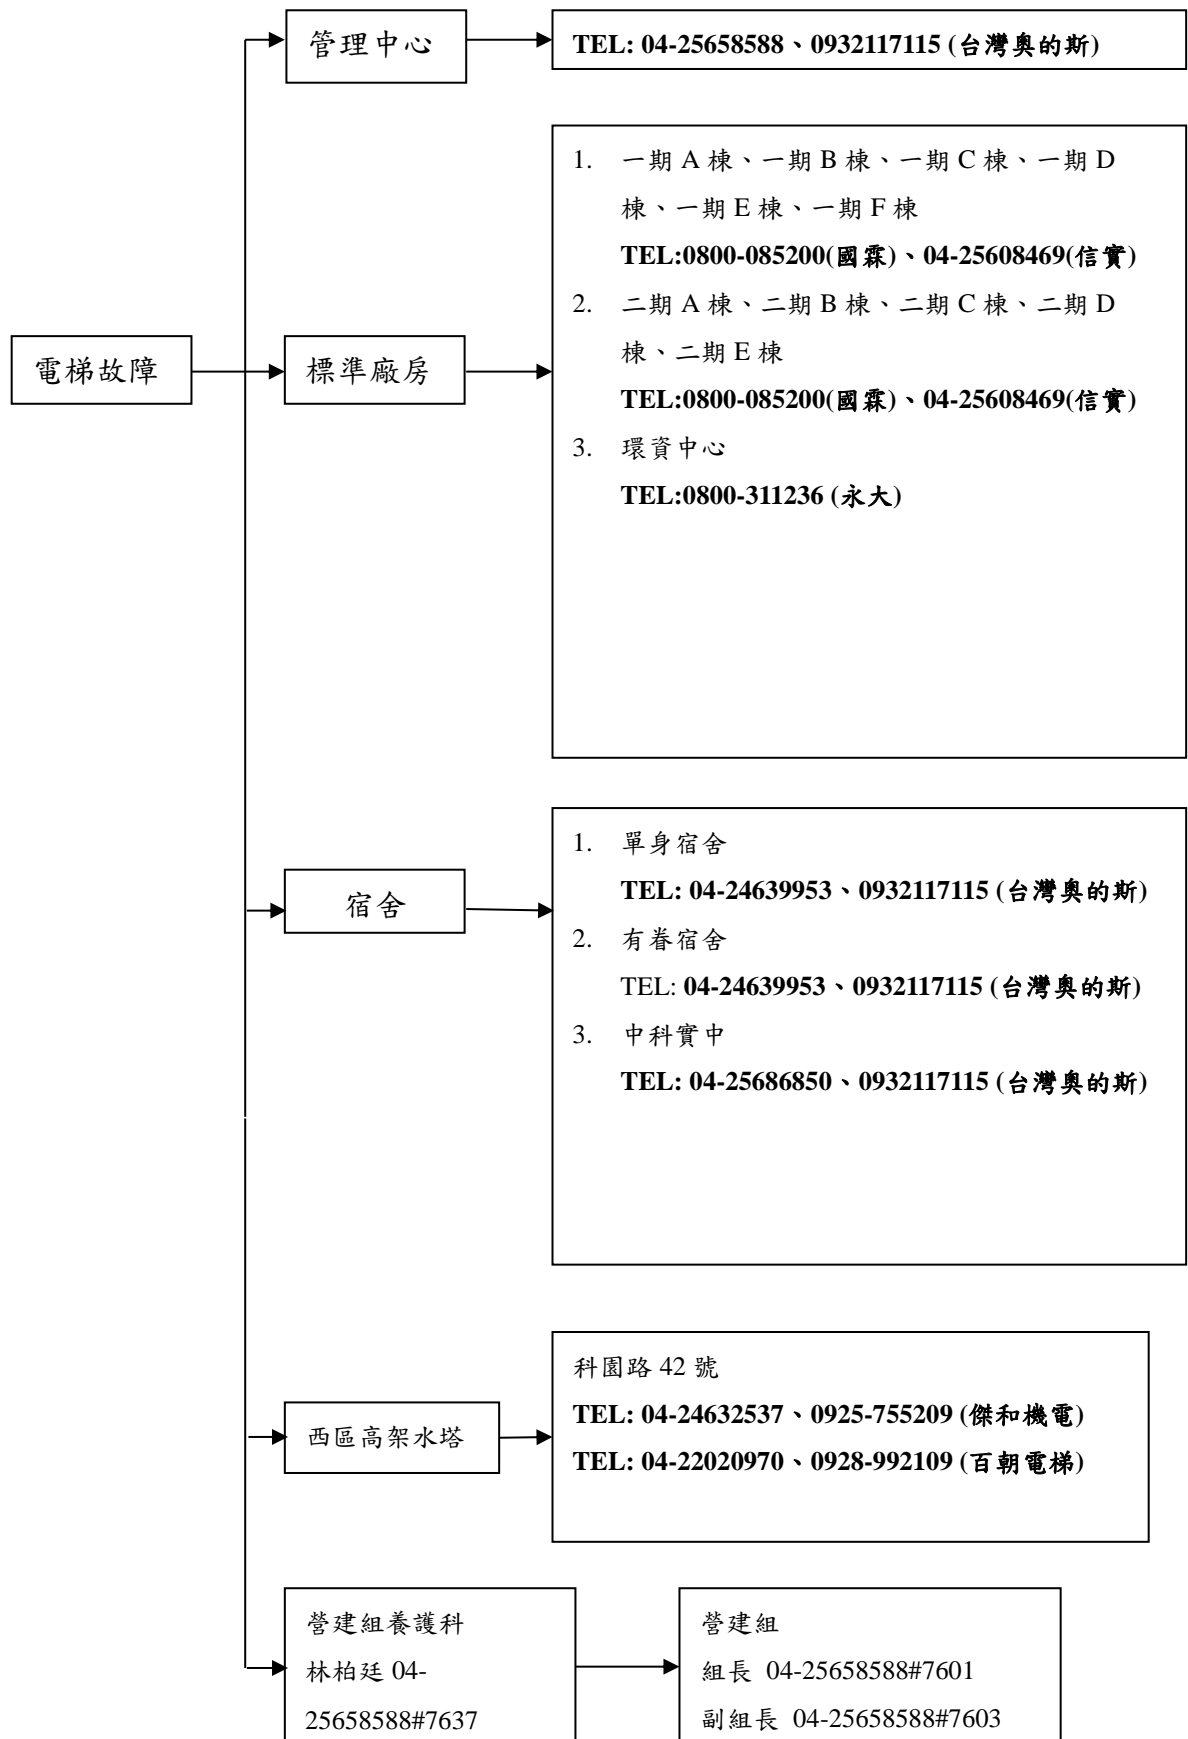 管理中心
TEL: 04-25658588、0932117115 (台灣奧的斯)
1. 一期 A 棟、一期 B 棟、一期 C 棟、一期 D
棟、一期 E 棟、一期 F 棟
TEL:0800-085200(國霖)、04-25608469(信實)
2. 二期 A 棟、二期 B 棟、二期 C 棟、二期 D
棟、二期 E 棟
TEL:0800-085200(國霖)、04-25608469(信實)
3. 環資中心
TEL:0800-311236 (永大)
電梯故障
標準廠房
宿舍
1. 單身宿舍
TEL: 04-24639953、0932117115 (台灣奧的斯)
2. 有眷宿舍
TEL: 04-24639953、0932117115 (台灣奧的斯)
3. 中科實中
TEL: 04-25686850、0932117115 (台灣奧的斯)
西區高架水塔
科園路 42 號
TEL: 04-24632537、0925-755209 (傑和機電)
TEL: 04-22020970、0928-992109 (百朝電梯)
營建組養護科
林柏廷 04-
25658588#7637
營建組
組長 04-25658588#7601
副組長 04-25658588#7603